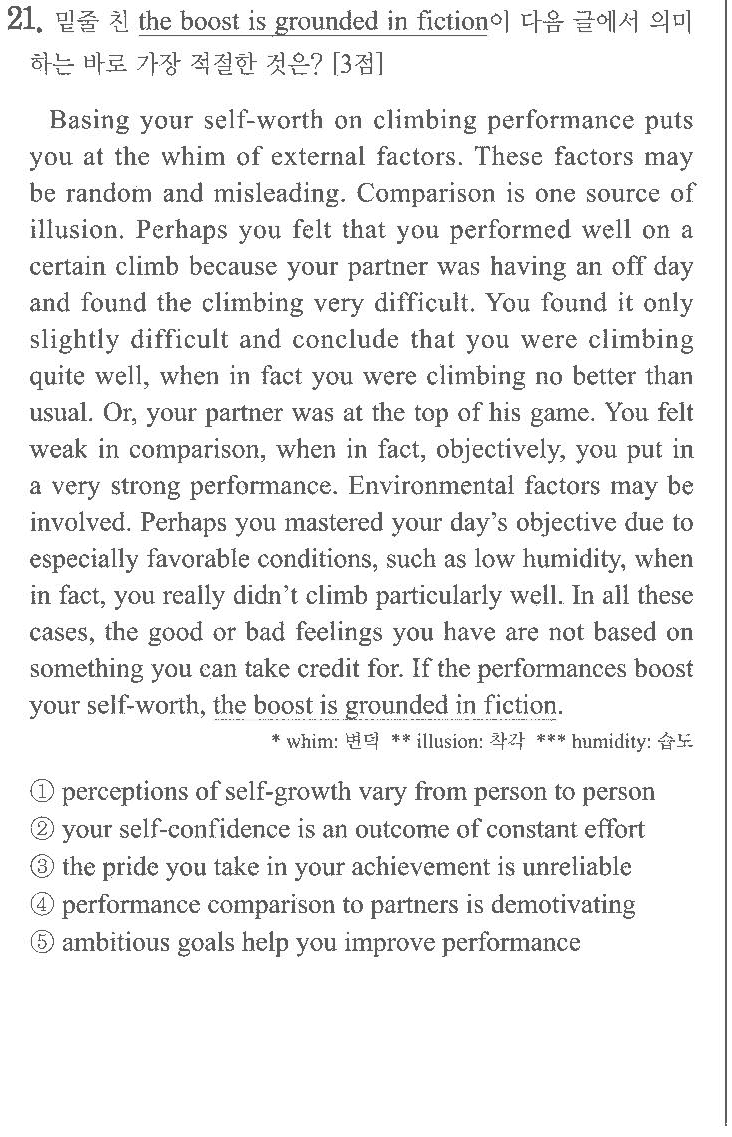 21. 밑줄 친 the boost is grounded in fiction이 다음 글에서 의미
하는 바로 가장 적절한 것은? [3점]
Basing your self-worth on climbing performance puts
you at the whim of external factors. These factors may
be random and misleading. Comparison is one source of
illusion. Perhaps you felt that you performed well on a
certain climb because your partner was having an off day
and found the climbing very difficult. You found it only
slightly difficult and conclude that you were climbing
quite well, when in fact you were climbing no better than
usual. Or, your partner was at the top of his game. You felt
weak in comparison, when in fact, objectively, you put in
a very strong performance. Environmental factors may be
involved. Perhaps you mastered your day's objective due to
especially favorable conditions, such as low humidity, when
in fact, you really didn't climb particularly well. In all these
cases, the good or bad feelings you have are not based on
something you can take credit for. If the performances boost
your self-worth, the boost is grounded in fiction.
* whim: 변덕 ** illusion: 착각 *** humidity: 습도
① perceptions of self-growth vary from person to person
② your self-confidence is an outcome of constant effort
③ the pride you take in your achievement is unreliable
④ performance comparison to partners is demotivating
⑤ ambitious goals help you improve performance